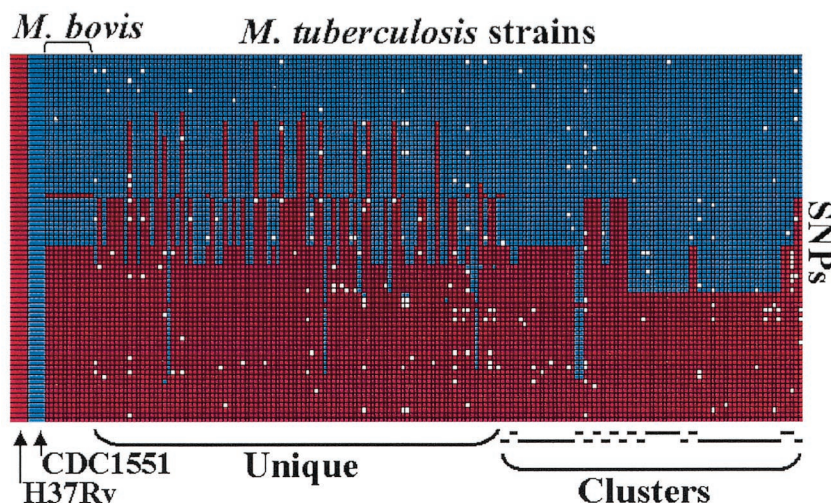 M. bovis
M. tuberculosis strains
SNPs
CDC1551
H37Rv
Unique
Clusters